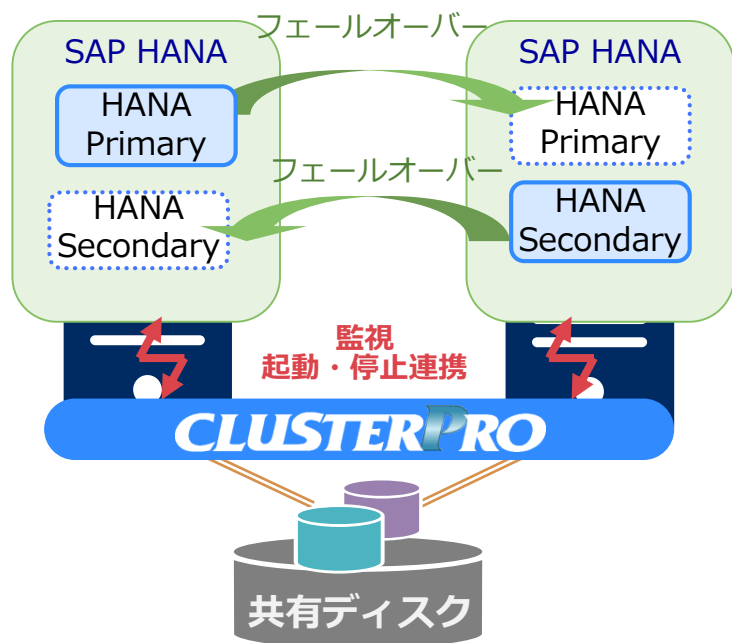 フェールオーバー
SAP HANA
HANA
Primary
HANA
Secondary
SAP HANA
HANA
Primary
フェールオーバー
HANA
Secondary
監視
起動・停止連携
CLUSTERPRO
共有ディスク